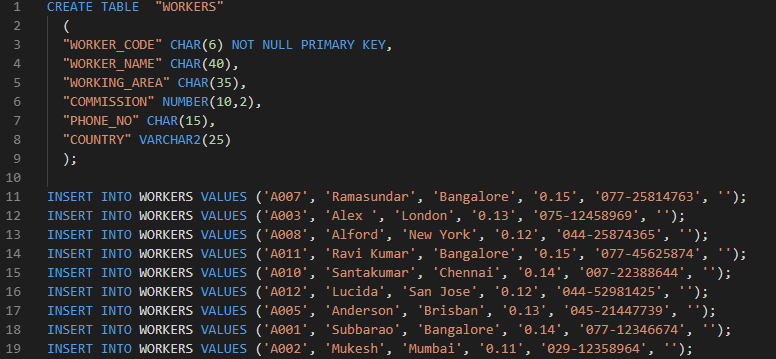 1 CREATE TABLE "WORKERS"
2 (
3 "WORKER_CODE" CHAR(6) NOT NULL PRIMARY KEY,
4 "WORKER_NAME" CHAR(40),
5 "WORKING_AREA" CHAR(35),
6 "COMMISSION" NUMBER(10,2),
7 "PHONE_NO" CHAR(15),
8 "COUNTRY" VARCHAR2(25)
9 );
10
11 INSERT INTO WORKERS VALUES ('A007', 'Ramasundar', 'Bangalore', '0.15', '077-25814763', '');
12 INSERT INTO WORKERS VALUES ('A003', 'Alex ', 'London', '0.13', '075-12458969', '');
13 INSERT INTO WORKERS VALUES ('A008', 'Alford', 'New York', '0.12', '044-25874365', '');
14 INSERT INTO WORKERS VALUES ('A011', 'Ravi Kumar', 'Bangalore', '0.15', '077-45625874', '');
15 INSERT INTO WORKERS VALUES ('A010', 'Santakumar', 'Chennai', '0.14', '007-22388644', '');
16 INSERT INTO WORKERS VALUES ('A012', 'Lucida', 'San Jose', '0.12', '044-52981425', '');
17 INSERT INTO WORKERS VALUES ('A005', 'Anderson', 'Brisban', '0.13', '045-21447739', '');
18 INSERT INTO WORKERS VALUES ('A001', 'Subbarao', 'Bangalore', '0.14', '077-12346674', '');
19 INSERT INTO WORKERS VALUES ('A002', 'Mukesh', 'Mumbai', '0.11', '029-12358964', '');